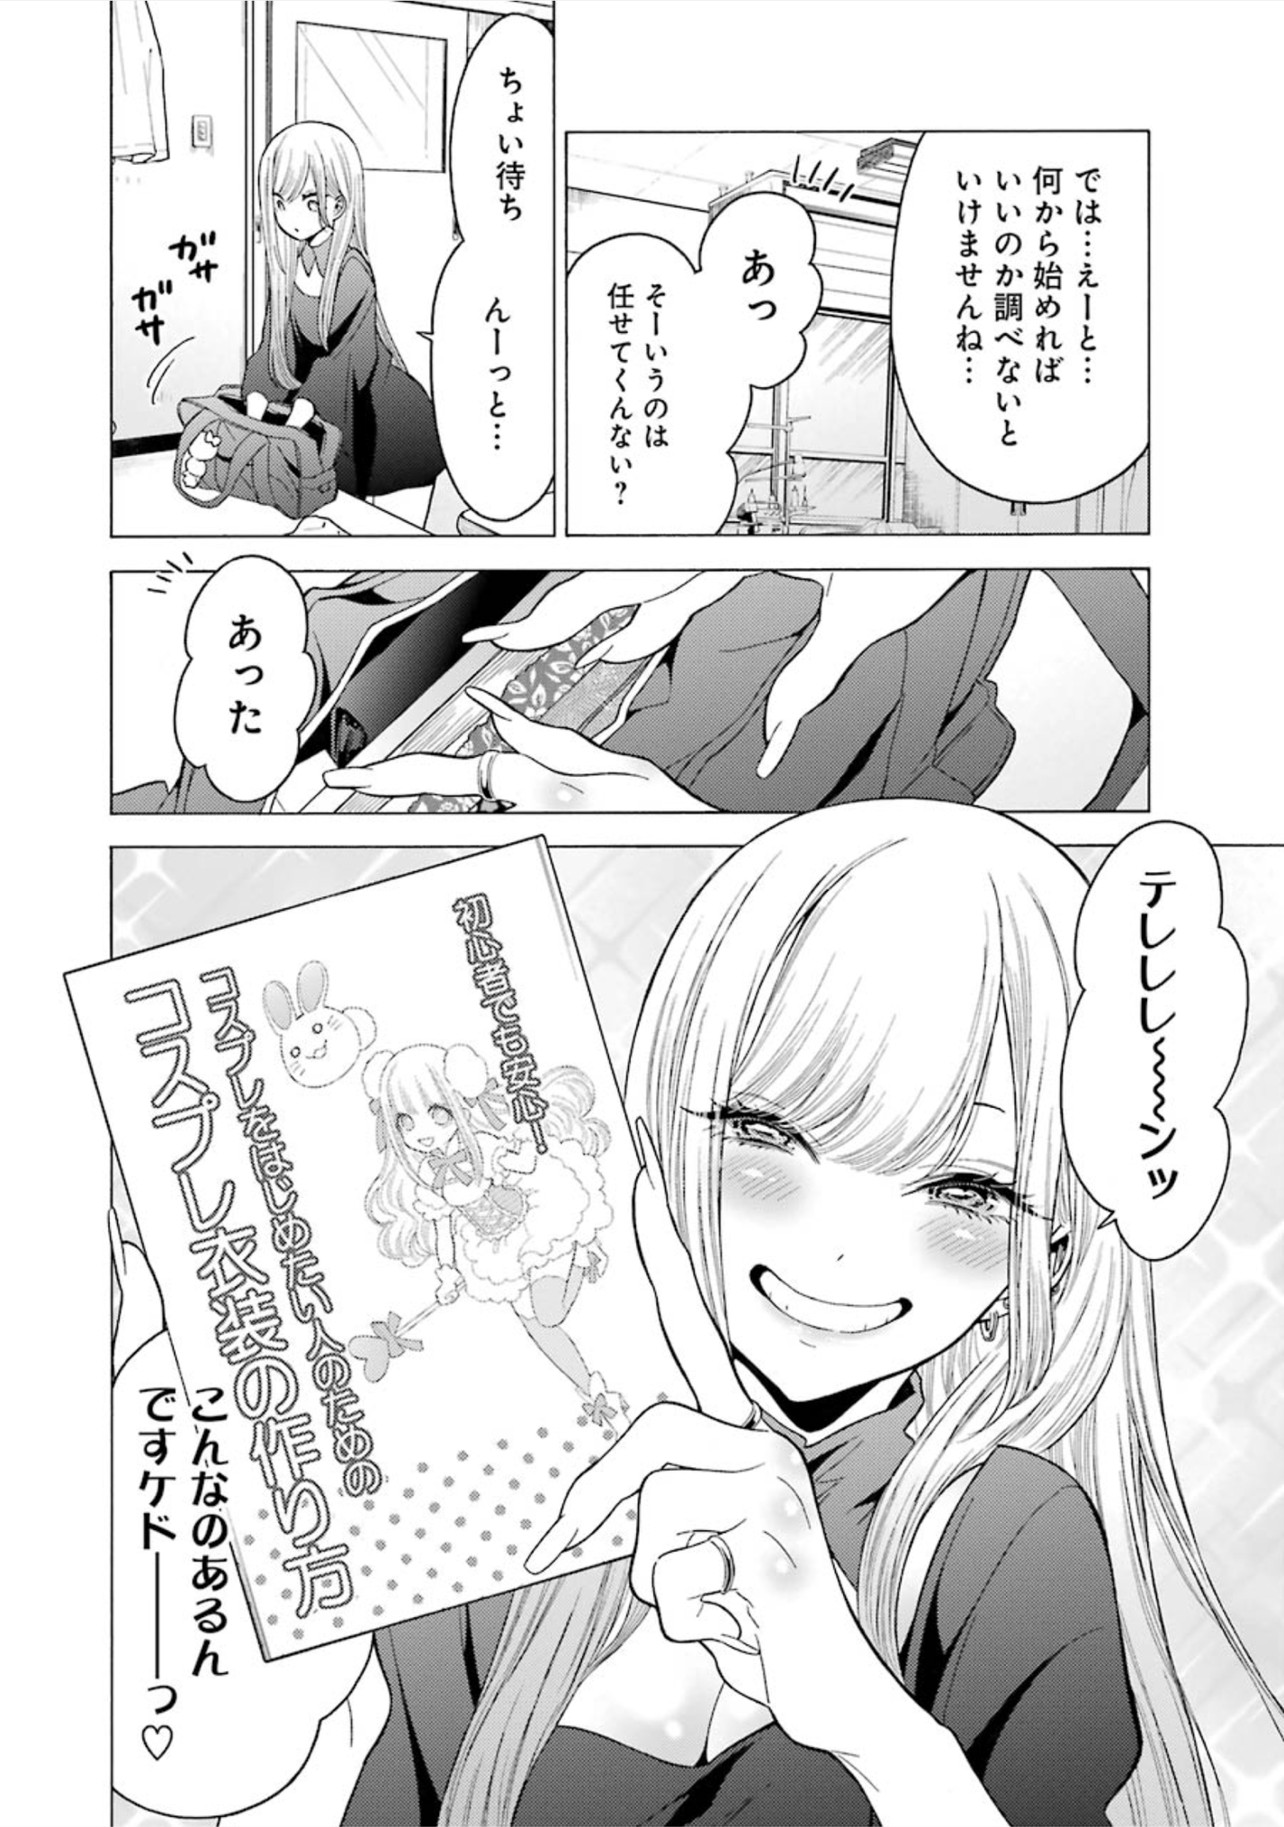 では…えーと…
何から始めれば
いいのか調べないと
いけませんね…
あっ
そーいうのは
任せてくんない?
ちょい待ち
んーっと…
ガサ
ガサ
あった
テレレレ~~ンッ
初心者でも安心!
コスプレをはじめたい人のための
コスプレ衣装の作り方
こんなのあるん
ですケド──っ♡